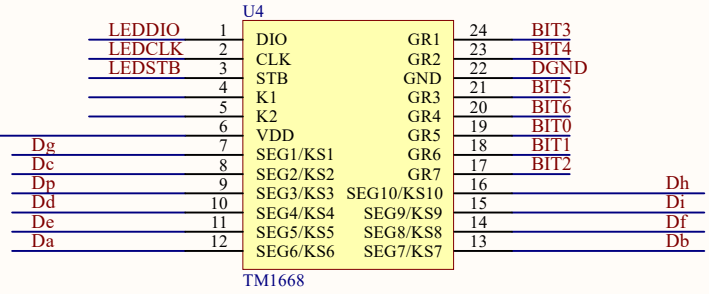 U4
LEDDIO 1 DIO GR1 24 BIT3
LEDCLK 2 CLK GR2 23 BIT4
LEDSTB 3 STB GND 22 DGND
4 K1 GR3 21 BIT5
5 K2 GR4 20 BIT6
6 VDD GR5 19 BIT0
Dg 7 SEG1/KS1 GR6 18 BIT1
Dc 8 SEG2/KS2 GR7 17 BIT2
Dp 9 SEG3/KS3 SEG10/KS10 16 Dh
Dd 10 SEG4/KS4 SEG9/KS9 15 Di
De 11 SEG5/KS5 SEG8/KS8 14 Df
Da 12 SEG6/KS6 SEG7/KS7 13 Db
TM1668